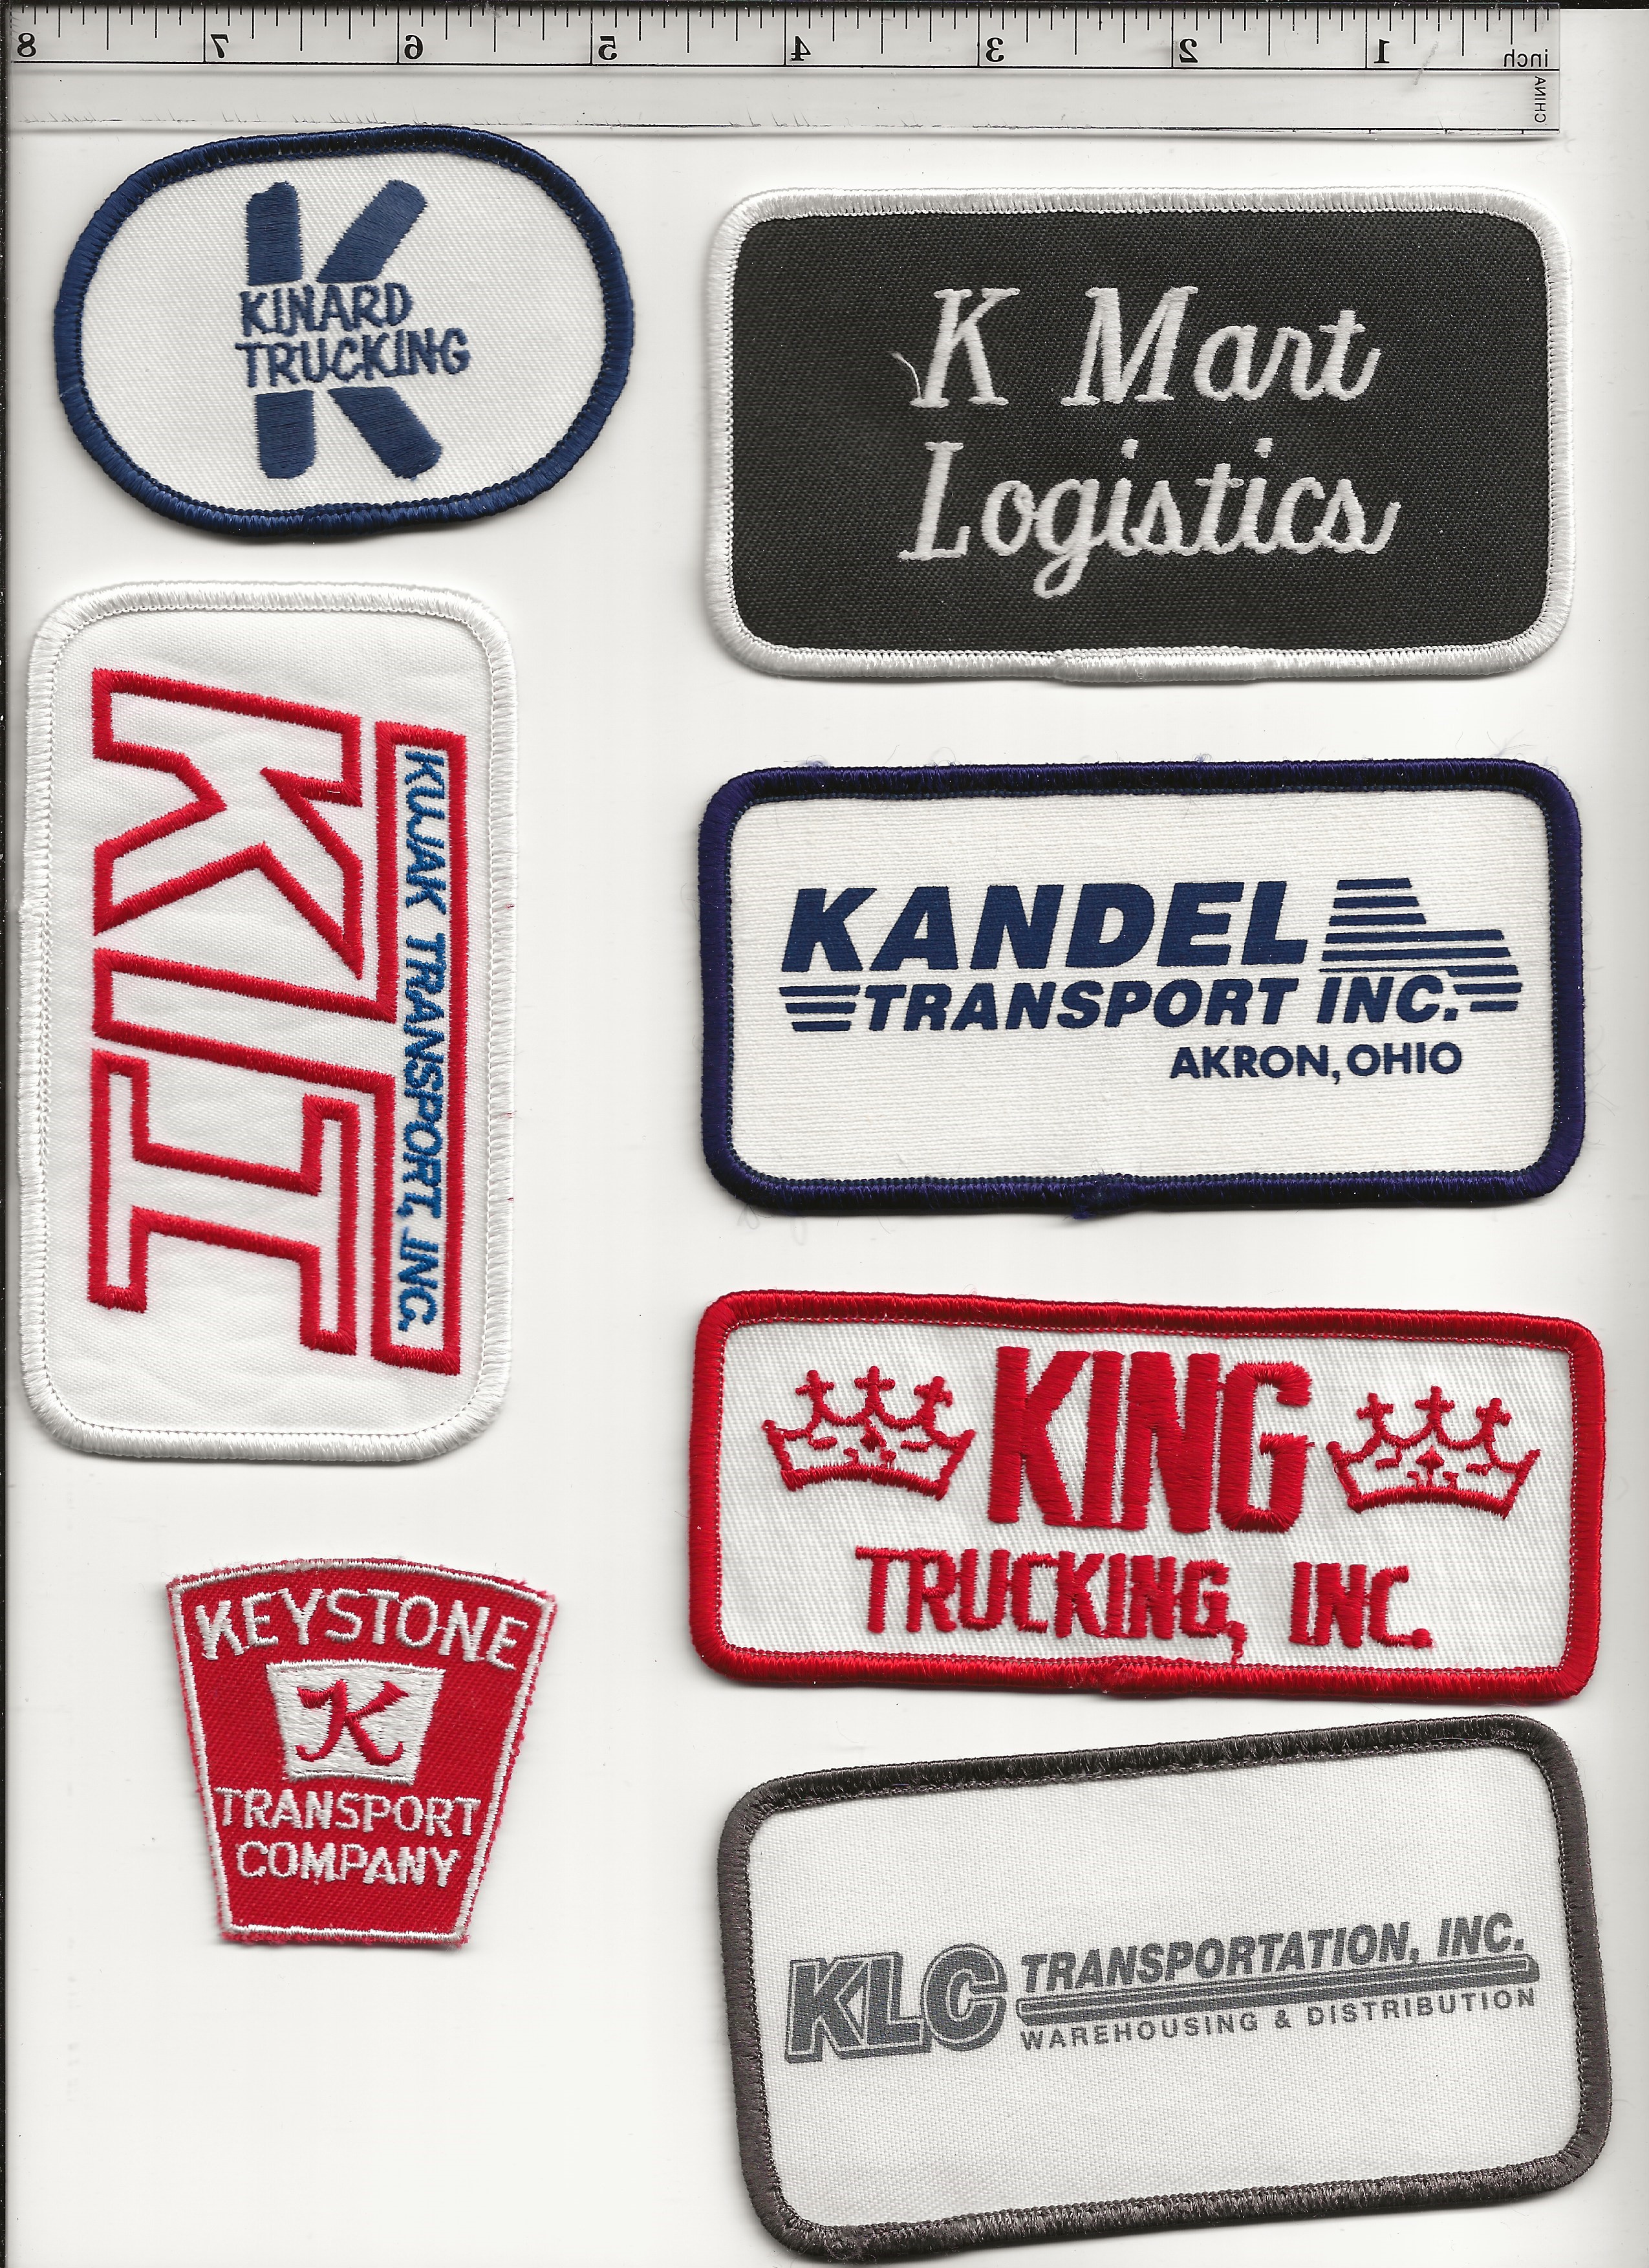 8 7 6 5 4 3 2 1 inch
CHINA
K
KINARD
TRUCKING
K Mart
Logistics
KUJAK TRANSPORT, INC.
KIT
KANDEL
TRANSPORT INC.
AKRON, OHIO
KING
TRUCKING, INC.
KEYSTONE
K
TRANSPORT
COMPANY
KLC TRANSPORTATION, INC.
WAREHOUSING & DISTRIBUTION